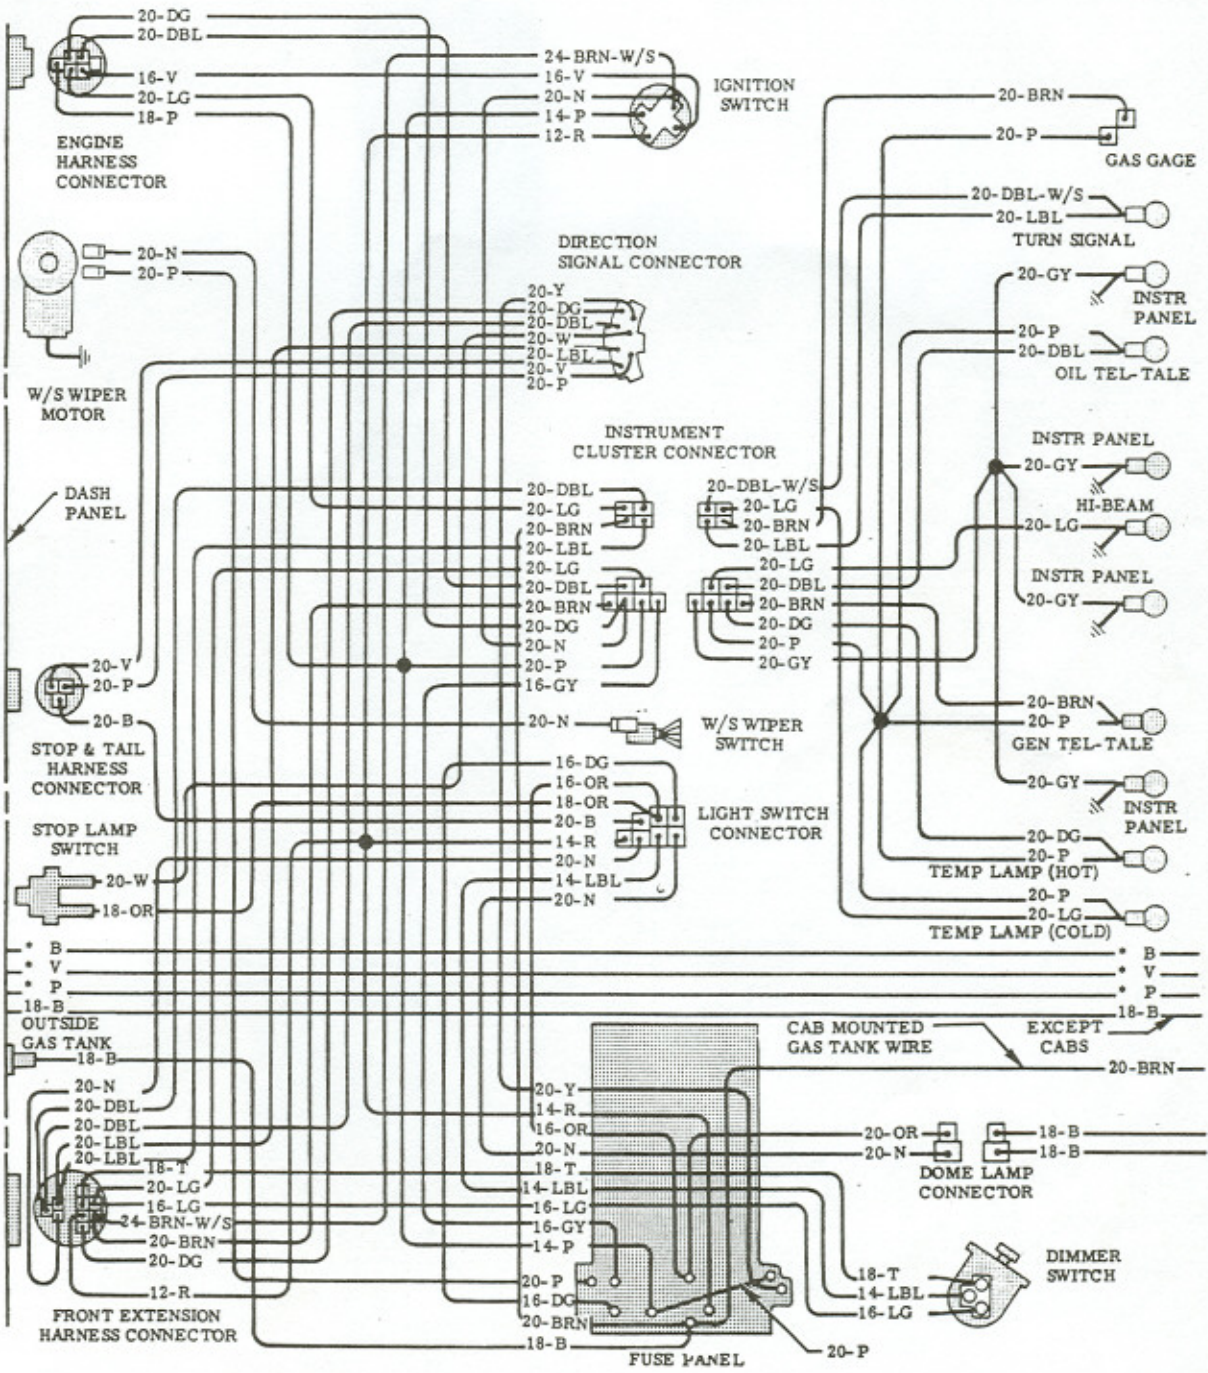 20-DG
20-DBL
16-V
20-LG
18-P
ENGINE
HARNESS
CONNECTOR
24-BRN-W/S
16-V
20-N
14-P
12-R
IGNITION
SWITCH
20-BRN
20-P
GAS GAGE
20-DBL-W/S
20-LBL
TURN SIGNAL
20-GY
INSTR
PANEL
20-P
20-DBL
OIL TEL-TALE
20-N
20-P
W/S WIPER
MOTOR
DIRECTION
SIGNAL CONNECTOR
20-Y
20-DG
20-DBL
20-W
20-LBL
20-V
20-P
INSTRUMENT
CLUSTER CONNECTOR
20-DBL
20-LG
20-BRN
20-LBL
20-LG
20-DBL
20-BRN
20-DG
20-N
20-P
16-GY
20-DBL-W/S
20-LG
20-BRN
20-LBL
20-LG
20-DBL
20-BRN
20-DG
20-P
20-GY
INSTR PANEL
20-GY
HI-BEAM
20-LG
INSTR PANEL
20-GY
20-BRN
20-P
GEN TEL-TALE
20-GY
INSTR
PANEL
20-DG
20-P
TEMP LAMP (HOT)
20-P
20-LG
TEMP LAMP (COLD)
DASH
PANEL
20-V
20-P
20-B
STOP & TAIL
HARNESS
CONNECTOR
20-N
W/S WIPER
SWITCH
16-DG
16-OR
18-OR
20-B
14-R
20-N
14-LBL
20-N
LIGHT SWITCH
CONNECTOR
STOP LAMP
SWITCH
20-W
18-OR
* B
* V
* P
18-B
* B
* V
* P
18-B
OUTSIDE
GAS TANK
18-B
CAB MOUNTED
GAS TANK WIRE
EXCEPT
CABS
20-BRN
20-N
20-DBL
20-DBL
20-LBL
20-LBL
18-T
20-LG
16-LG
24-BRN-W/S
20-BRN
20-DG
12-R
FRONT EXTENSION
HARNESS CONNECTOR
20-Y
14-R
16-OR
20-N
18-T
14-LBL
16-LG
16-GY
14-P
20-P
16-DG
20-BRN
18-B
FUSE PANEL
20-P
20-OR
20-N
18-B
18-B
DOME LAMP
CONNECTOR
18-T
14-LBL
16-LG
DIMMER
SWITCH